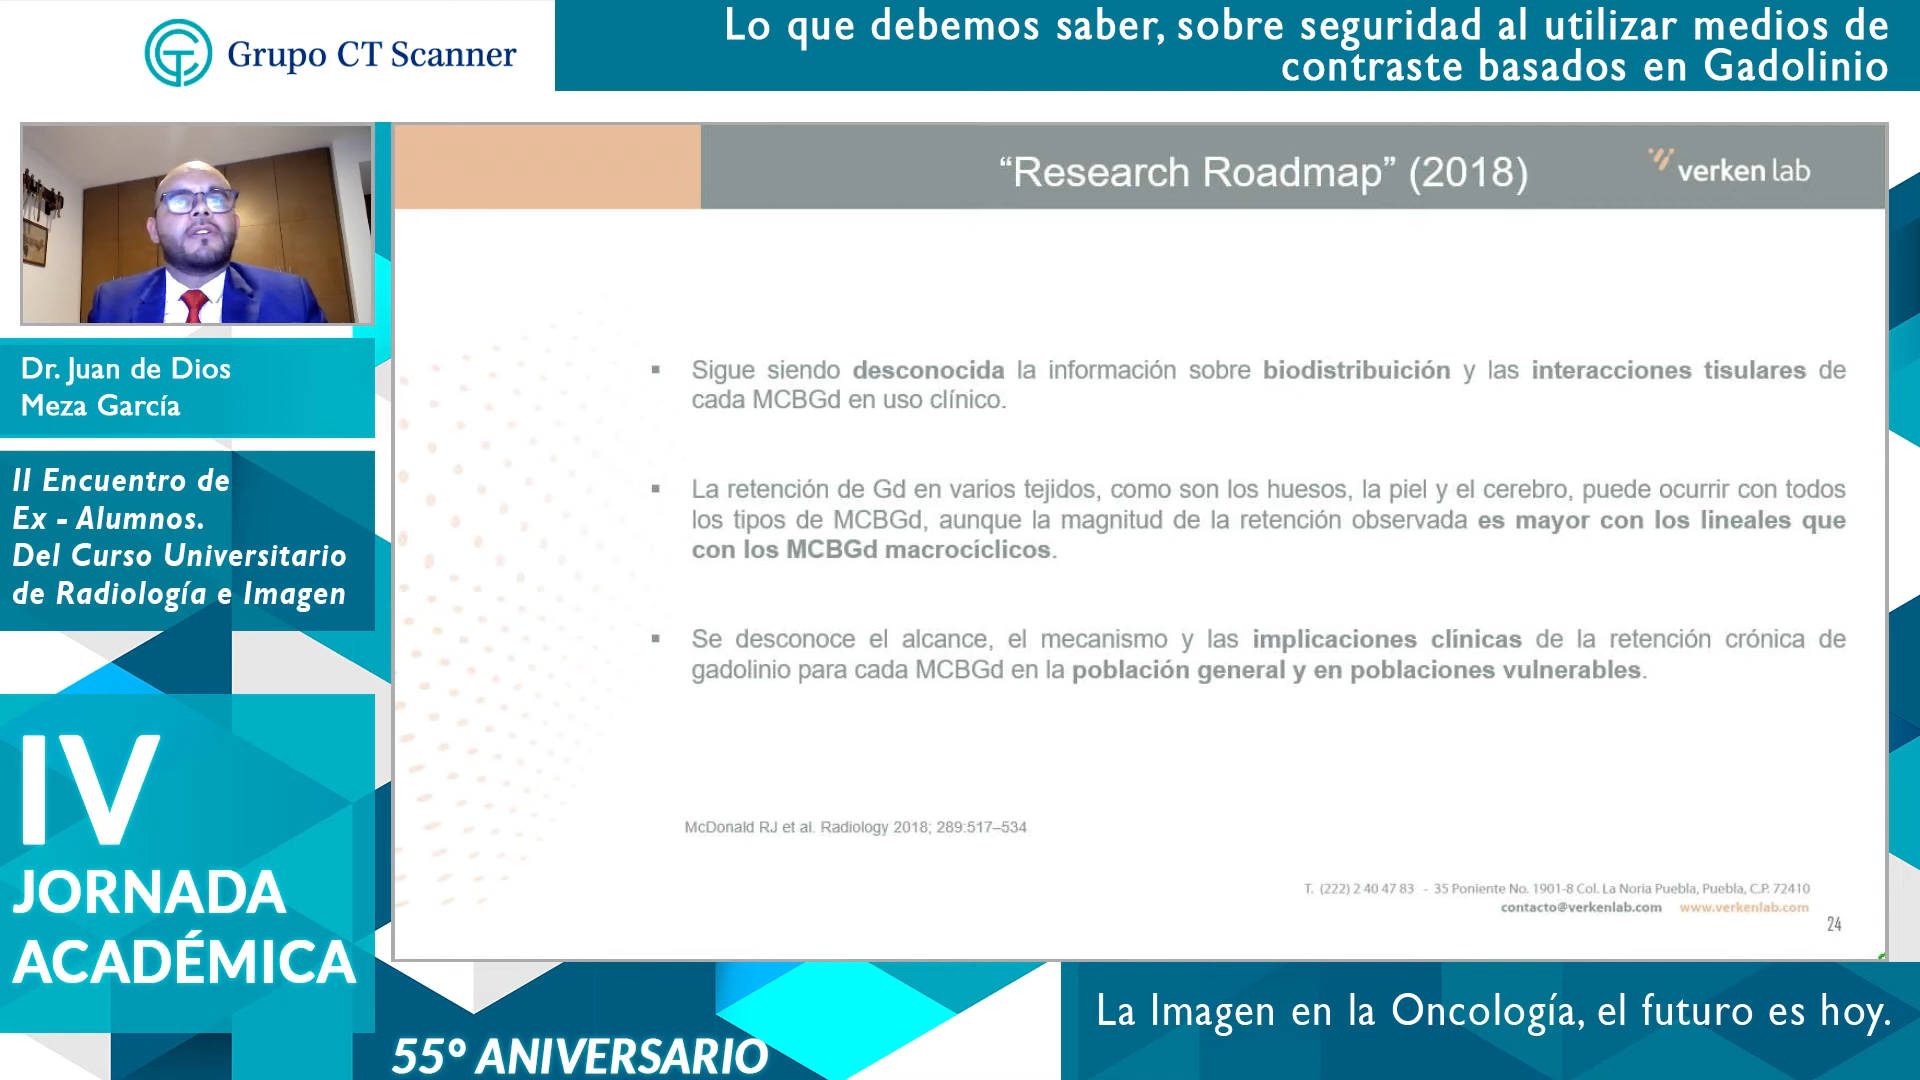 Grupo CT Scanner
Lo que debemos saber, sobre seguridad al utilizar medios de
contraste basados en Gadolinio
“Research Roadmap” (2018)
verken lab
Dr. Juan de Dios
Meza García
II Encuentro de
Ex - Alumnos.
Del Curso Universitario
de Radiología e Imagen
IV
JORNADA
ACADÉMICA
▪ Sigue siendo desconocida la información sobre biodistribuición y las interacciones tisulares de
cada MCBGd en uso clínico.
▪ La retención de Gd en varios tejidos, como son los huesos, la piel y el cerebro, puede ocurrir con todos
los tipos de MCBGd, aunque la magnitud de la retención observada es mayor con los lineales que
con los MCBGd macrocíclicos.
▪ Se desconoce el alcance, el mecanismo y las implicaciones clínicas de la retención crónica de
gadolinio para cada MCBGd en la población general y en poblaciones vulnerables.
McDonald RJ et al. Radiology 2018; 289:517–534
T. (222) 2 40 47 83 - 35 Poniente No. 1901-8 Col. La Noria Puebla, Puebla, C.P. 72410
contacto@verkenlab.com www.verkenlab.com
24
55° ANIVERSARIO
La Imagen en la Oncología, el futuro es hoy.